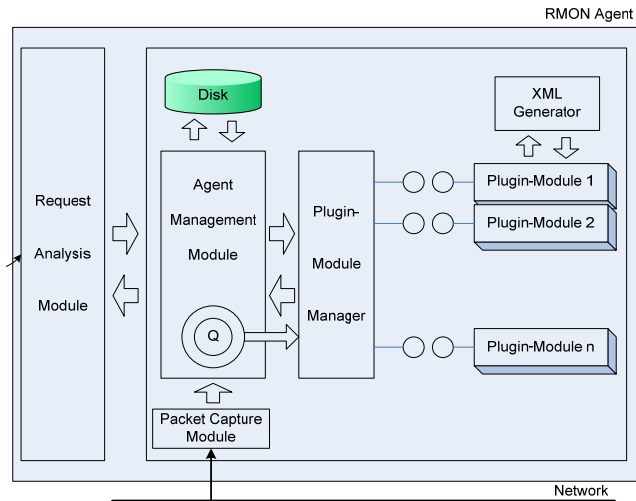 RMON Agent
Request
Analysis
Module
Disk
Agent
Management
Module
Q
Packet Capture
Module
Plugin-
Module
Manager
XML
Generator
Plugin-Module 1
Plugin-Module 2
Plugin-Module n
Network